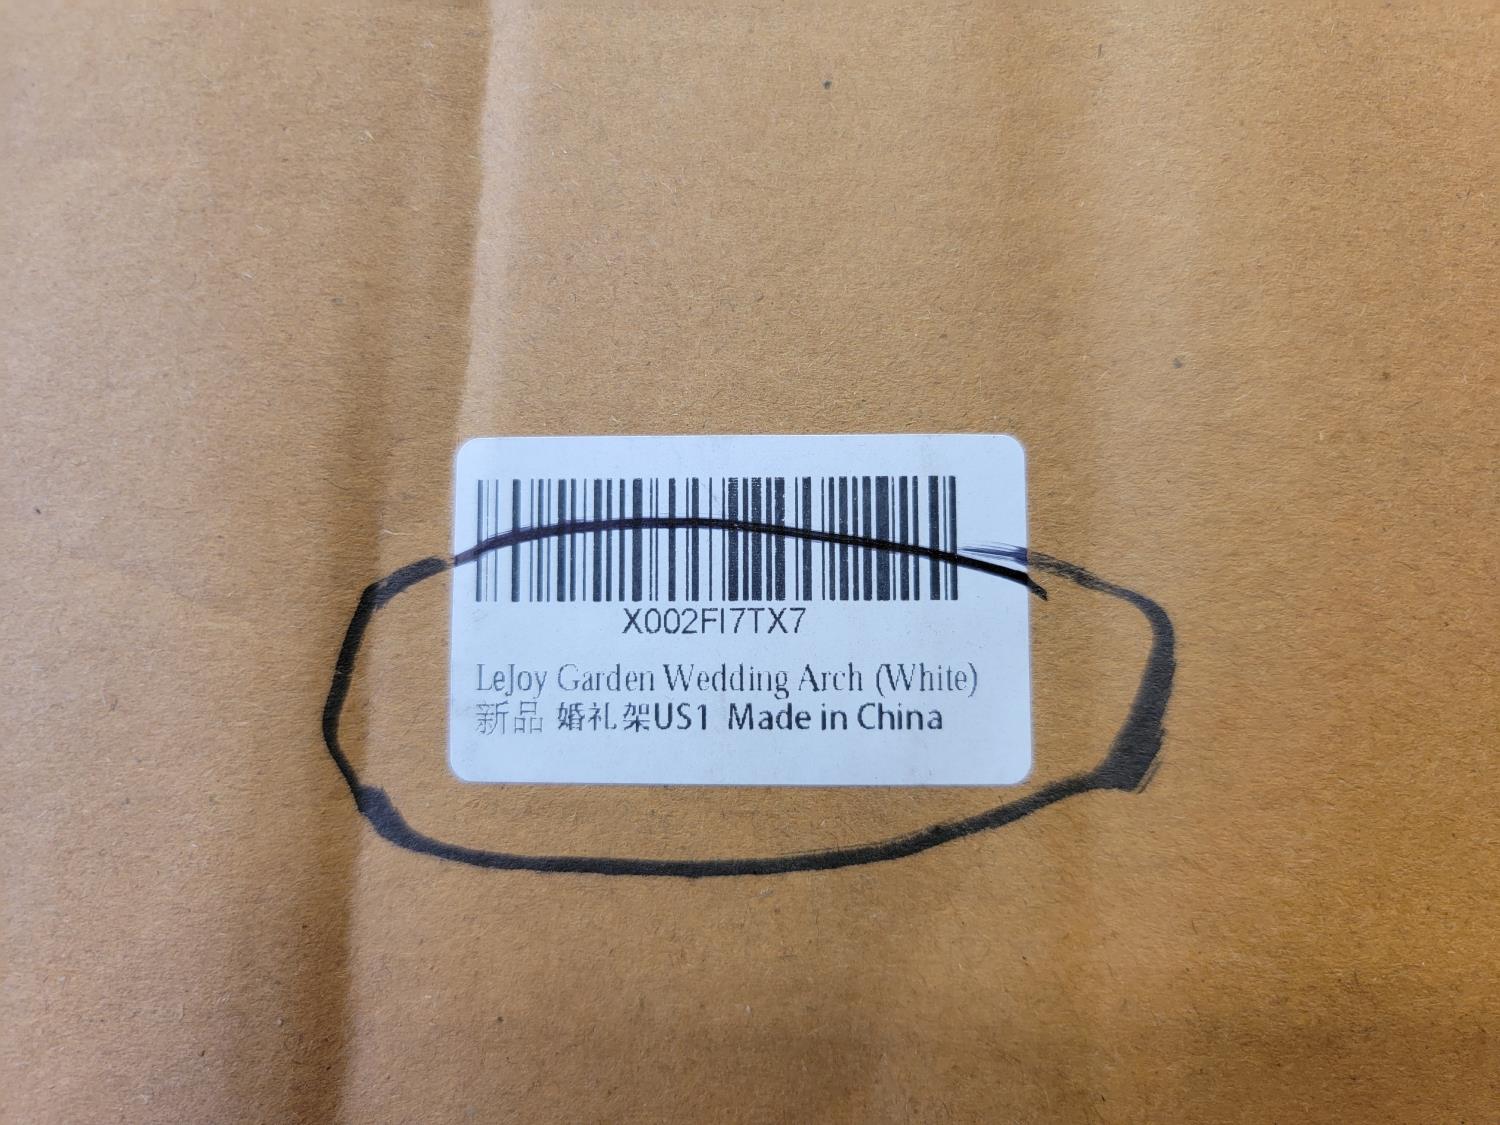 X002FI7TX7
LeJoy Garden Wedding Arch (White)
新品 婚礼架US1 Made in China